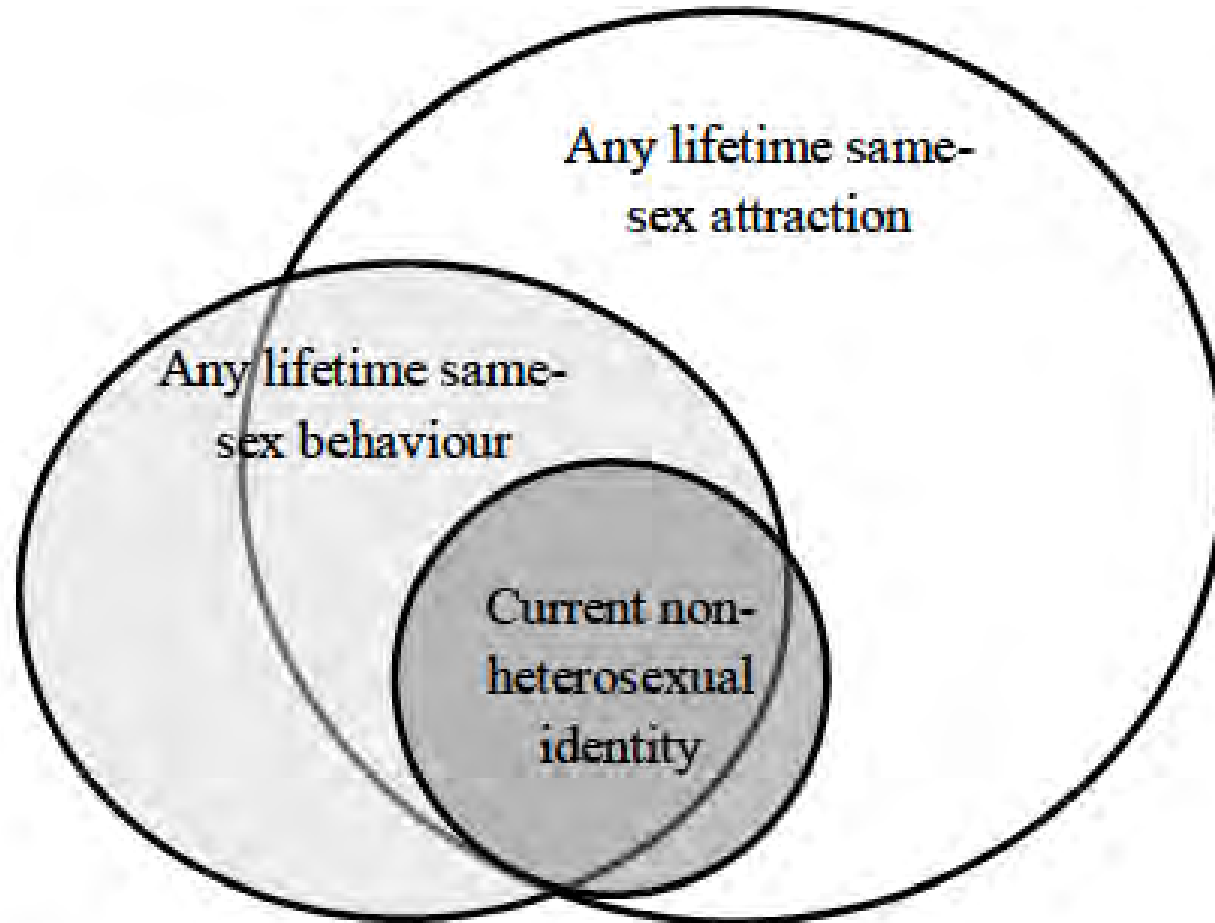 Any lifetime same-
sex attraction
Any lifetime same-
sex behaviour
Current non-
heterosexual
identity